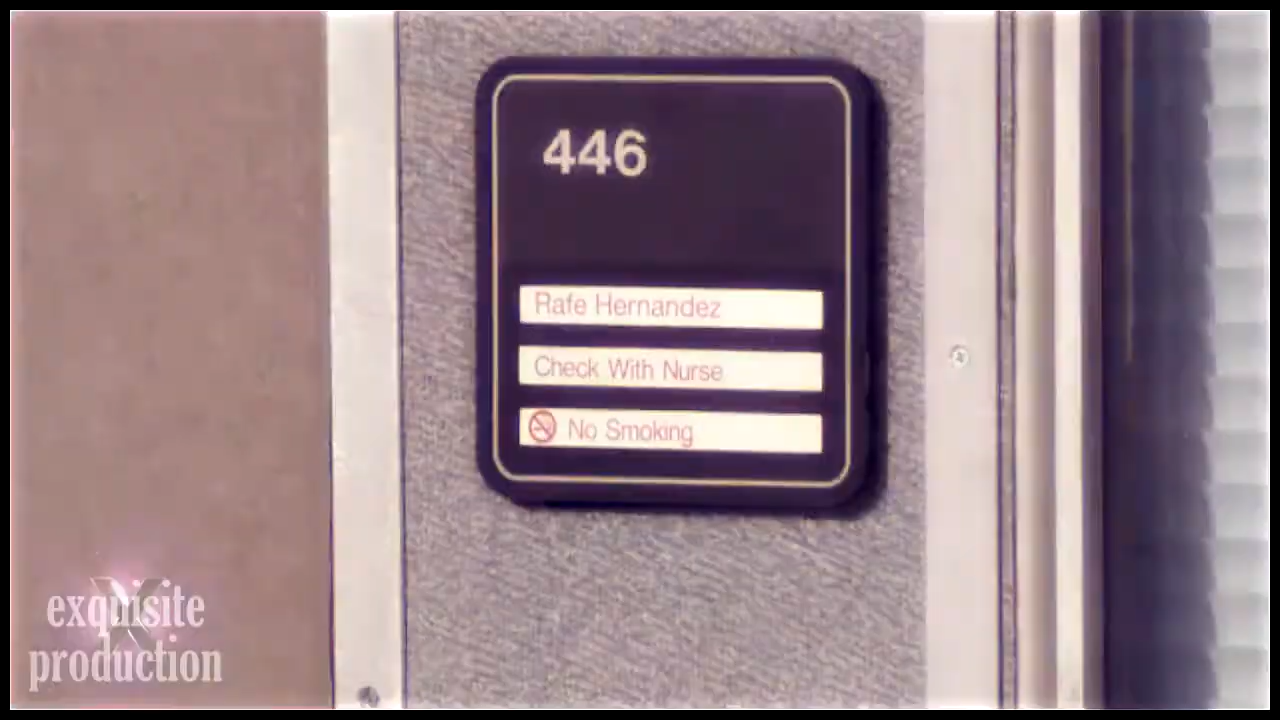 446
Rafe Hernandez
Check With Nurse
No Smoking
exquisite
production